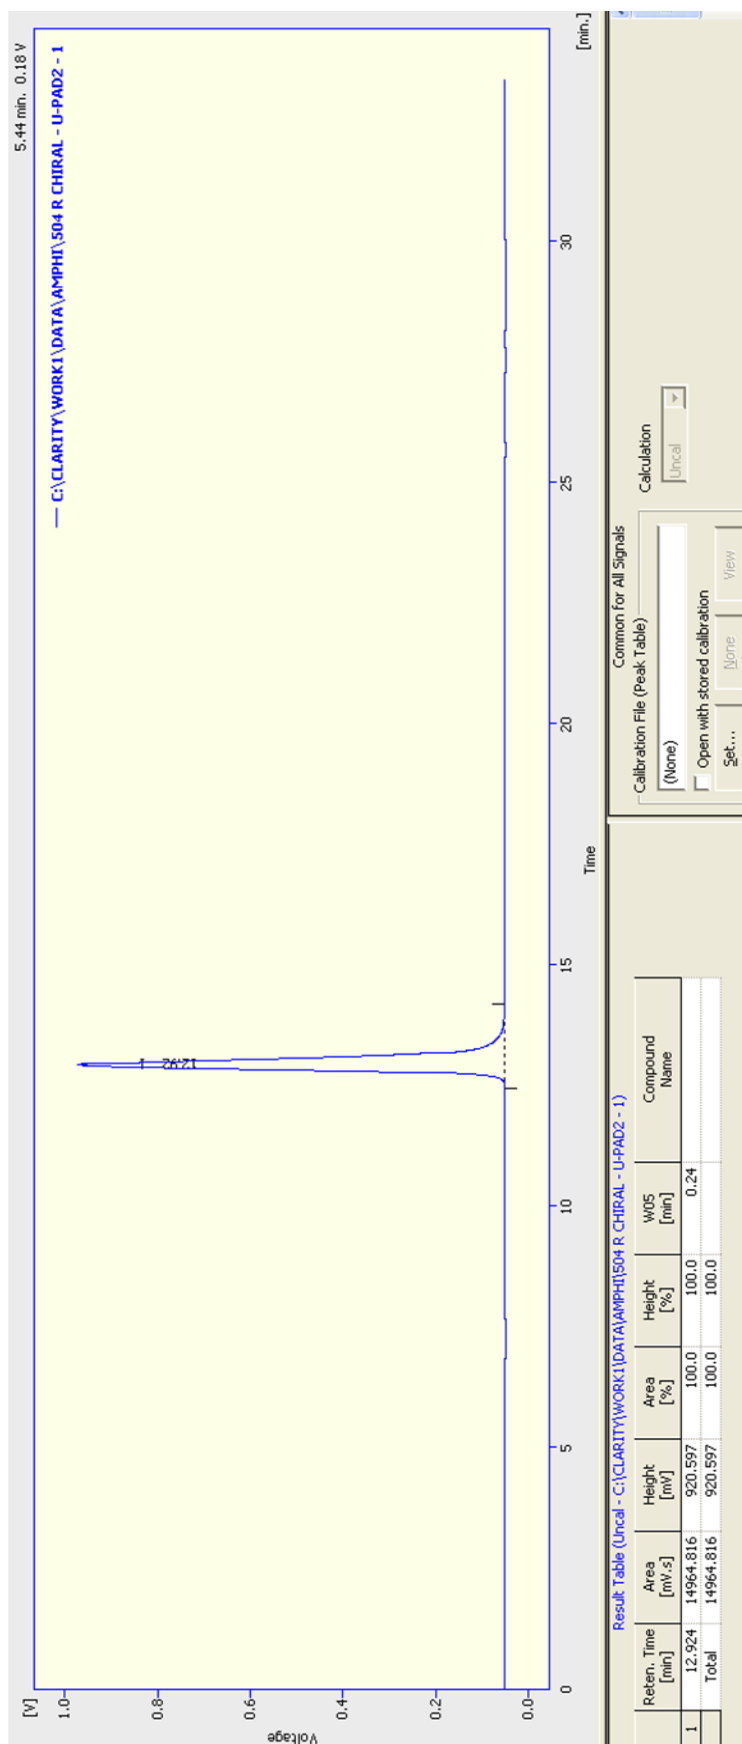 5.44 min.  0.18 V
[V]
— C:\CLARITY\WORK1\DATA\AMPHI\504 R CHIRAL - U-PAD2 - 1
1.0
0.8
0.6
0.4
0.2
0.0
Voltage
12.92
1
0
5
10
15
20
25
30
[min.]
Time
Result Table (Uncal - C:\CLARITY\WORK1\DATA\AMPHI\504 R CHIRAL - U-PAD2 - 1)
Reten. Time [min] Area [mV.s] Height [mV] Area [%] Height [%] W05 [min] Compound Name
1 12.924 14964.816 920.597 100.0 100.0 0.24
Total 14964.816 920.597 100.0 100.0
Common for All Signals
Calibration File (Peak Table)
Calculation
(None)
Uncal
Open with stored calibration
Set... None View